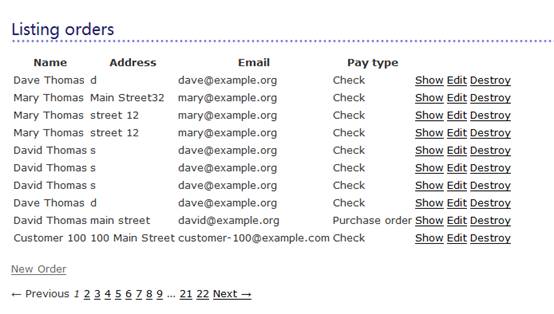 Listing orders
Name Address Email Pay type
Dave Thomas d dave@example.org Check Show Edit Destroy
Mary Thomas Main Street32 mary@example.org Check Show Edit Destroy
Mary Thomas street 12 mary@example.org Check Show Edit Destroy
Mary Thomas street 12 mary@example.org Check Show Edit Destroy
David Thomas s dave@example.org Check Show Edit Destroy
David Thomas s dave@example.org Check Show Edit Destroy
David Thomas s dave@example.org Check Show Edit Destroy
Dave Thomas d dave@example.org Check Show Edit Destroy
David Thomas main street david@example.org Purchase order Show Edit Destroy
Customer 100 100 Main Street customer-100@example.com Check Show Edit Destroy
New Order
← Previous 1 2 3 4 5 6 7 8 9 ... 21 22 Next →